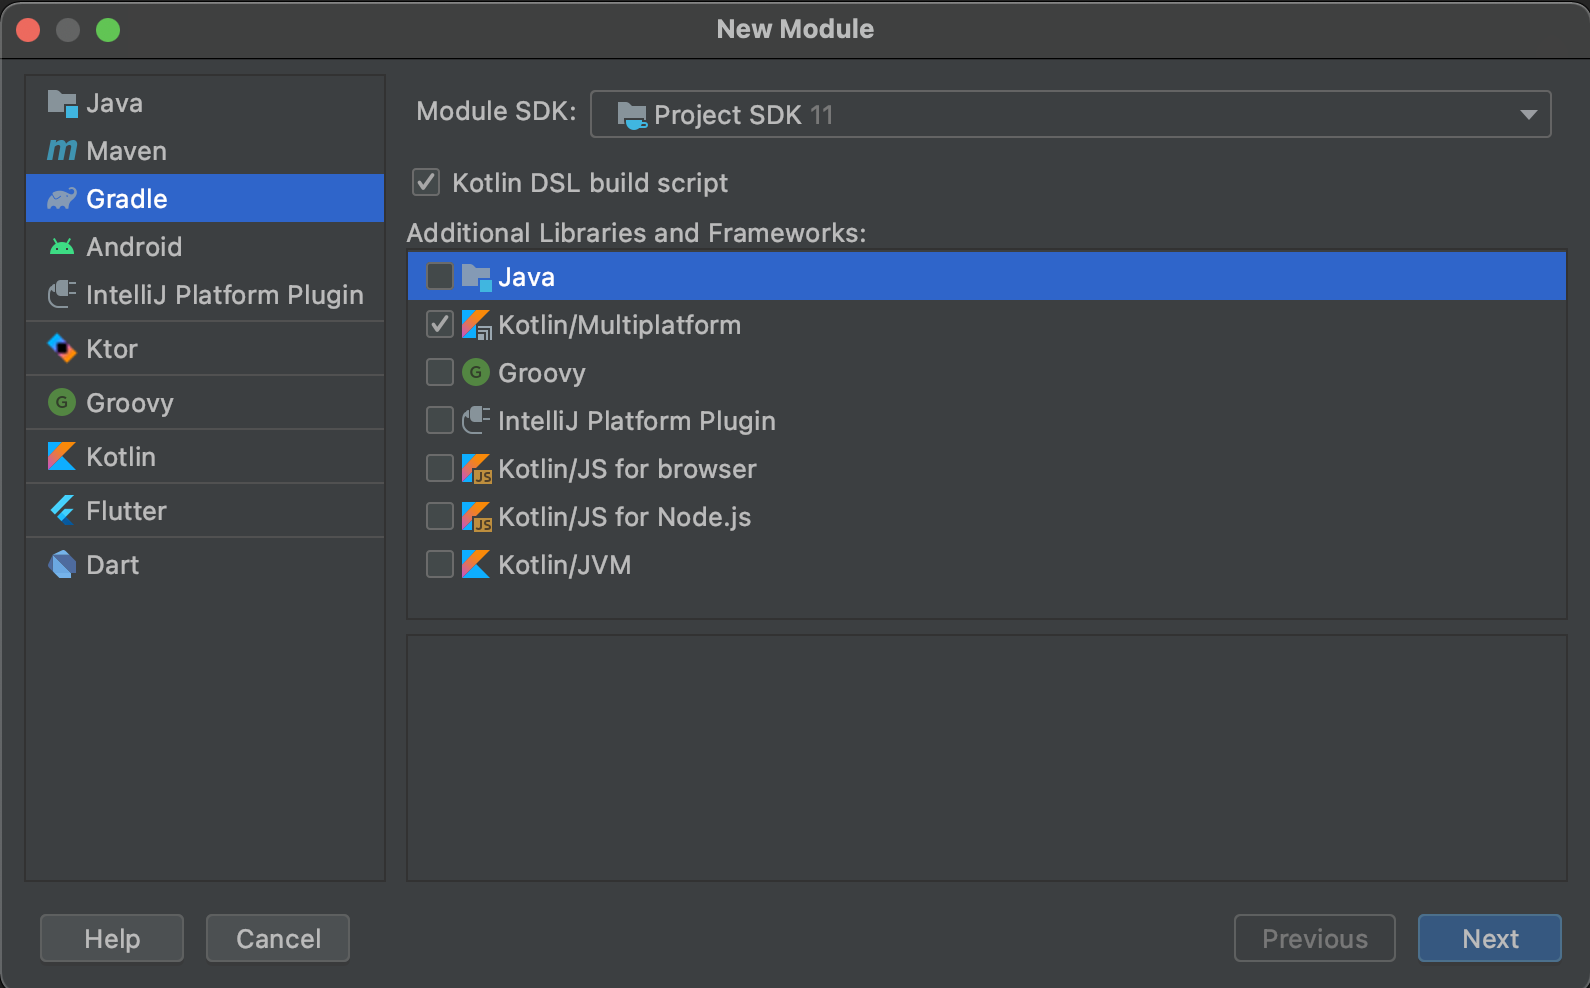 New Module
Java
Maven
Gradle
Android
IntelliJ Platform Plugin
Ktor
Groovy
Kotlin
Flutter
Dart
Module SDK: Project SDK 11
Kotlin DSL build script
Additional Libraries and Frameworks:
Java
Kotlin/Multiplatform
Groovy
IntelliJ Platform Plugin
Kotlin/JS for browser
Kotlin/JS for Node.js
Kotlin/JVM
Help Cancel Previous Next